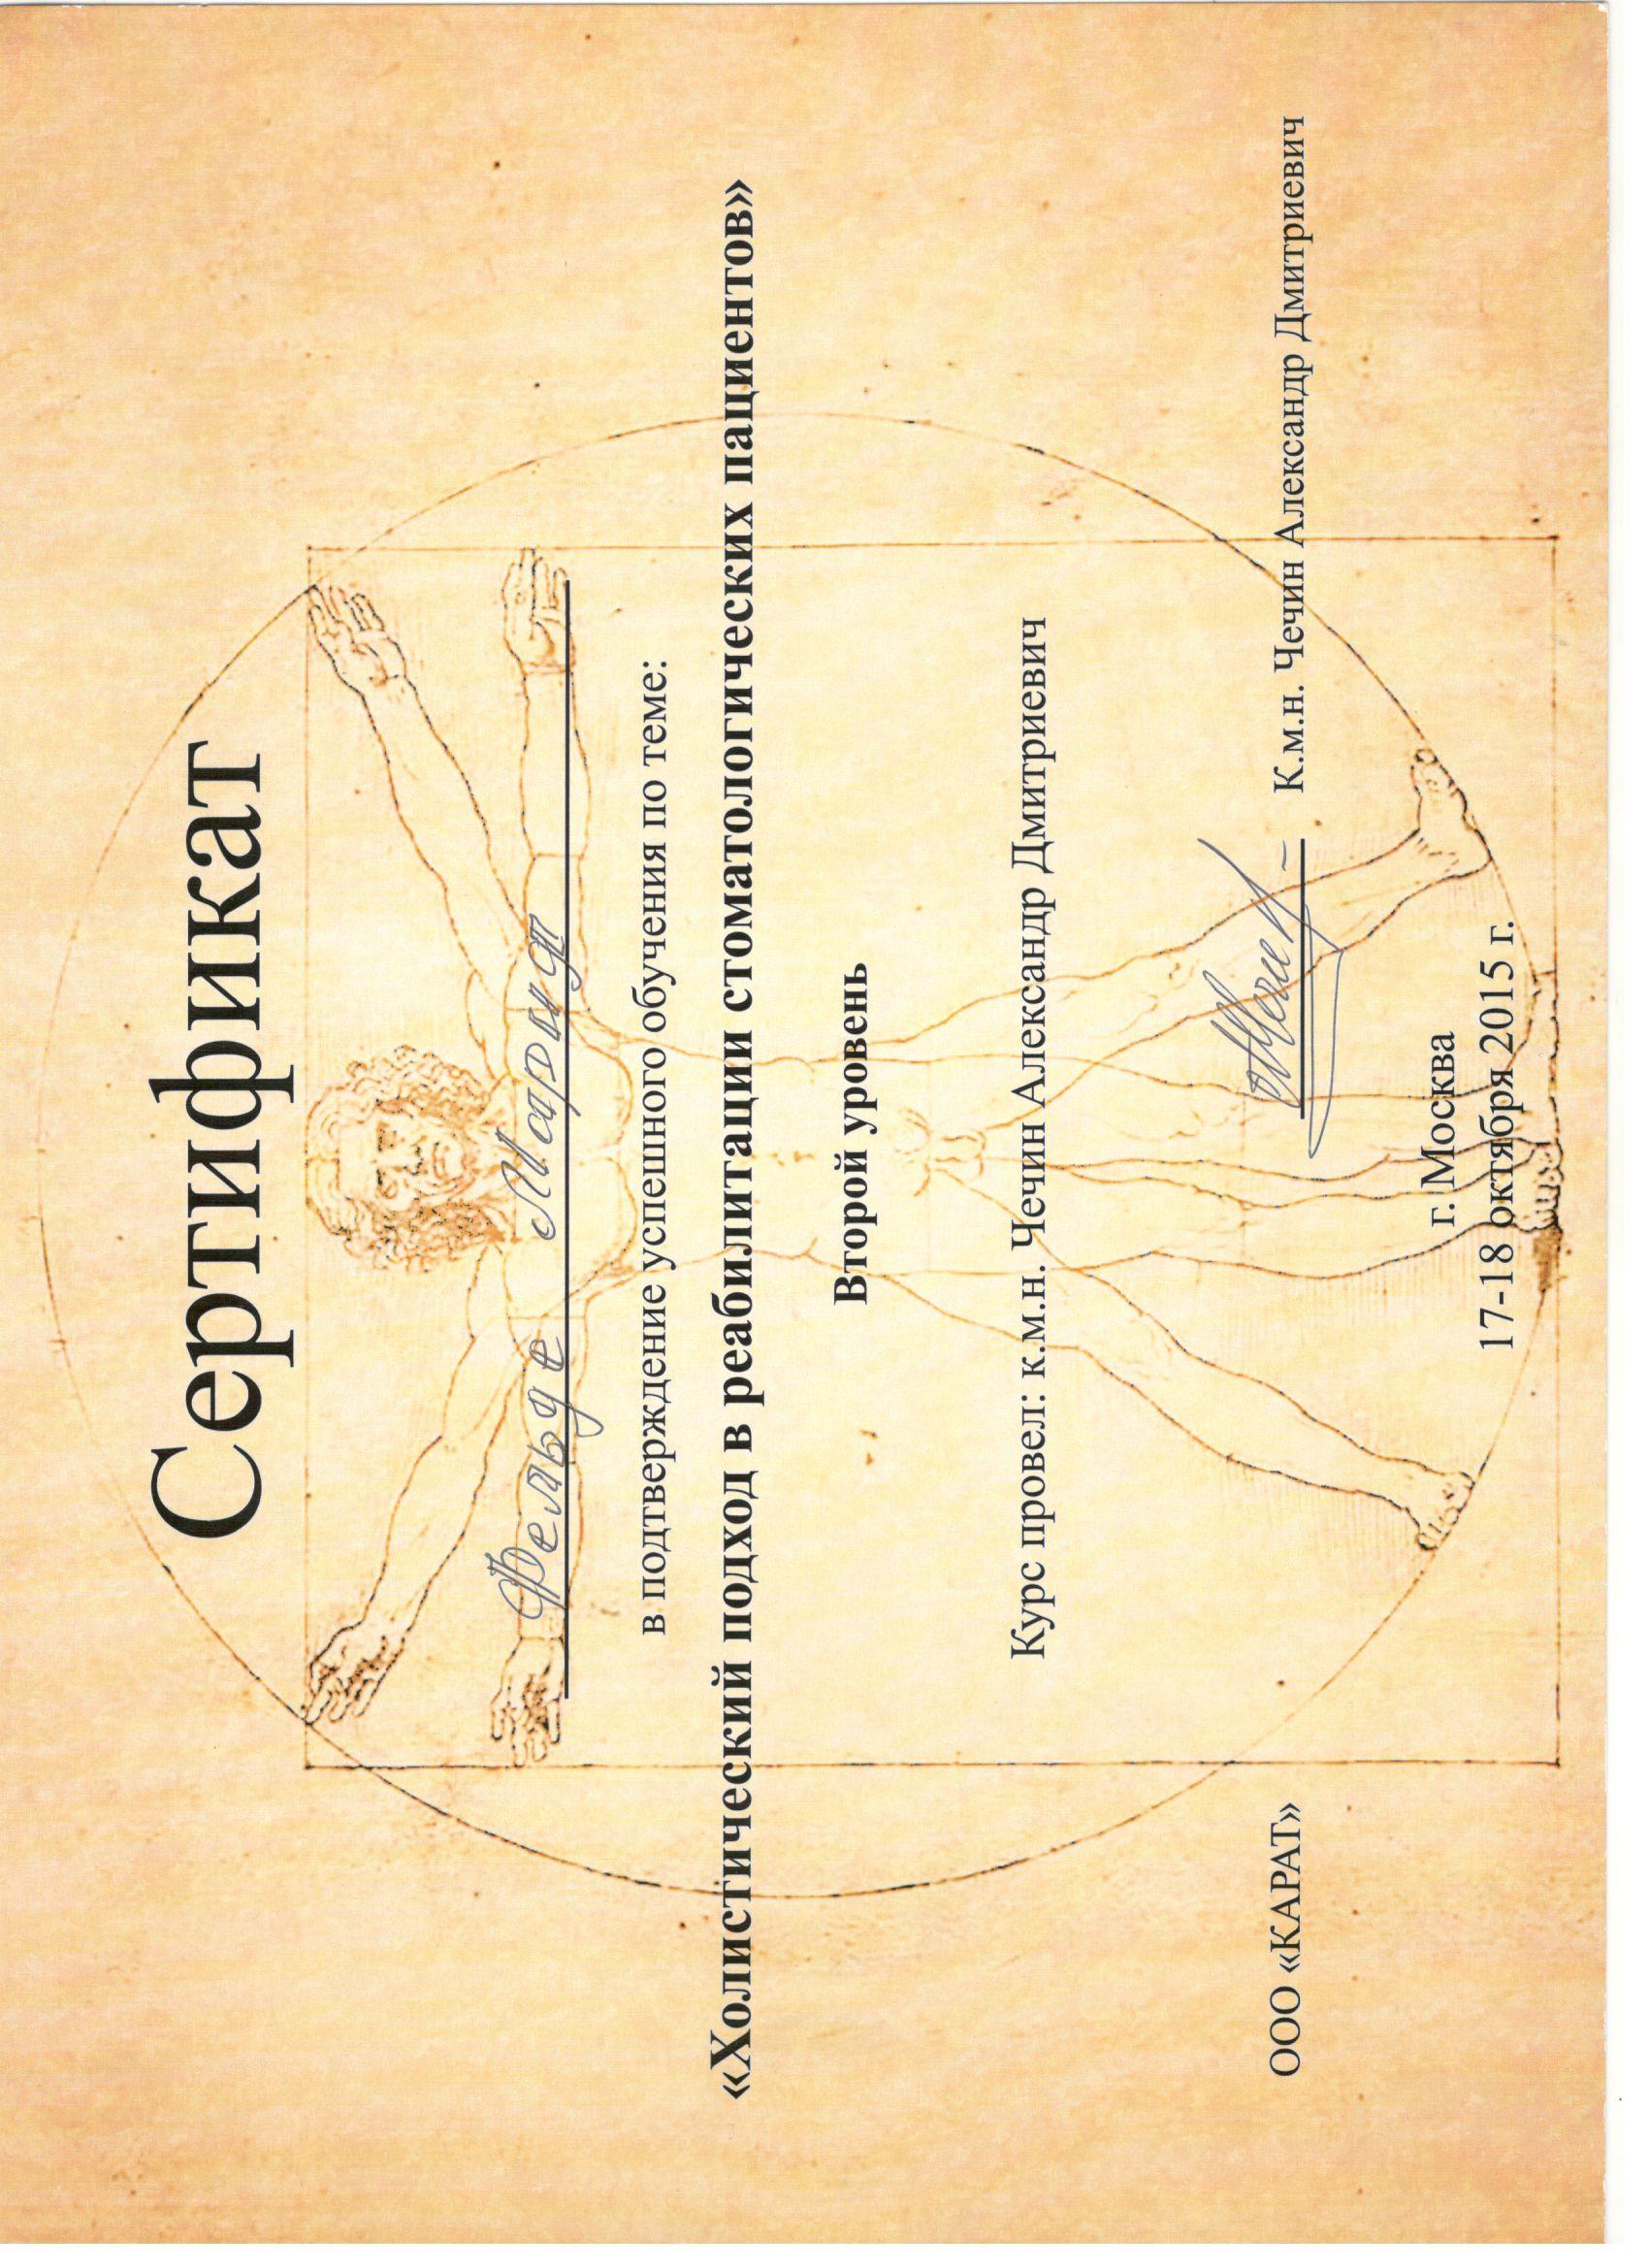 Сертификат
Фельде Марина
в подтверждение успешного обучения по теме:
«Холистический подход в реабилитации стоматологических пациентов»
Второй уровень
Курс провел: к.м.н. Чечин Александр Дмитриевич
ООО «КАРАТ» К.м.н. Чечин Александр Дмитриевич
г. Москва
17-18 октября 2015 г.